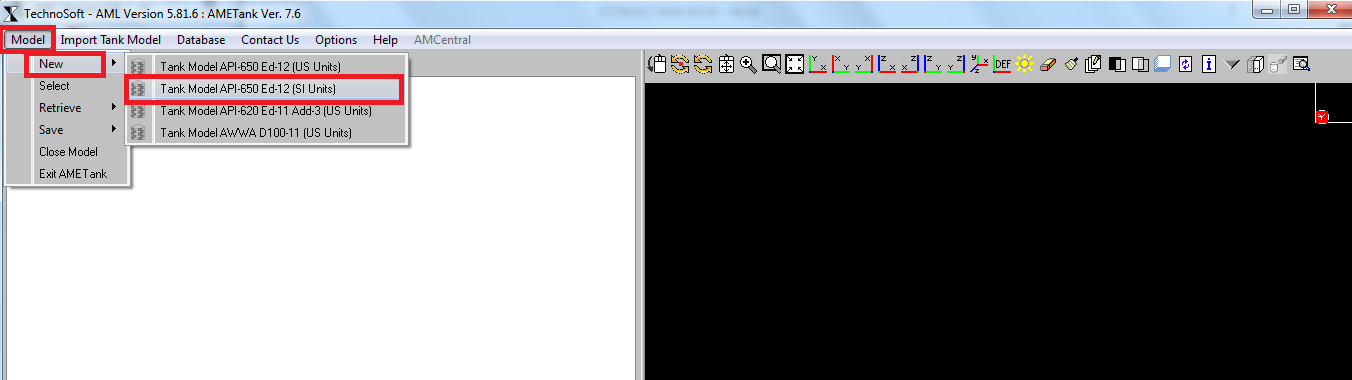 TechnoSoft - AML Version 5.81.6 : AMETank Ver. 7.6
Model Import Tank Model Database Contact Us Options Help AMCentral
New
Select
Retrieve
Save
Close Model
Exit AMETank
Tank Model API-650 Ed-12 (US Units)
Tank Model API-650 Ed-12 (SI Units)
Tank Model API-620 Ed-11 Add-3 (US Units)
Tank Model AWWA D100-11 (US Units)
DEF